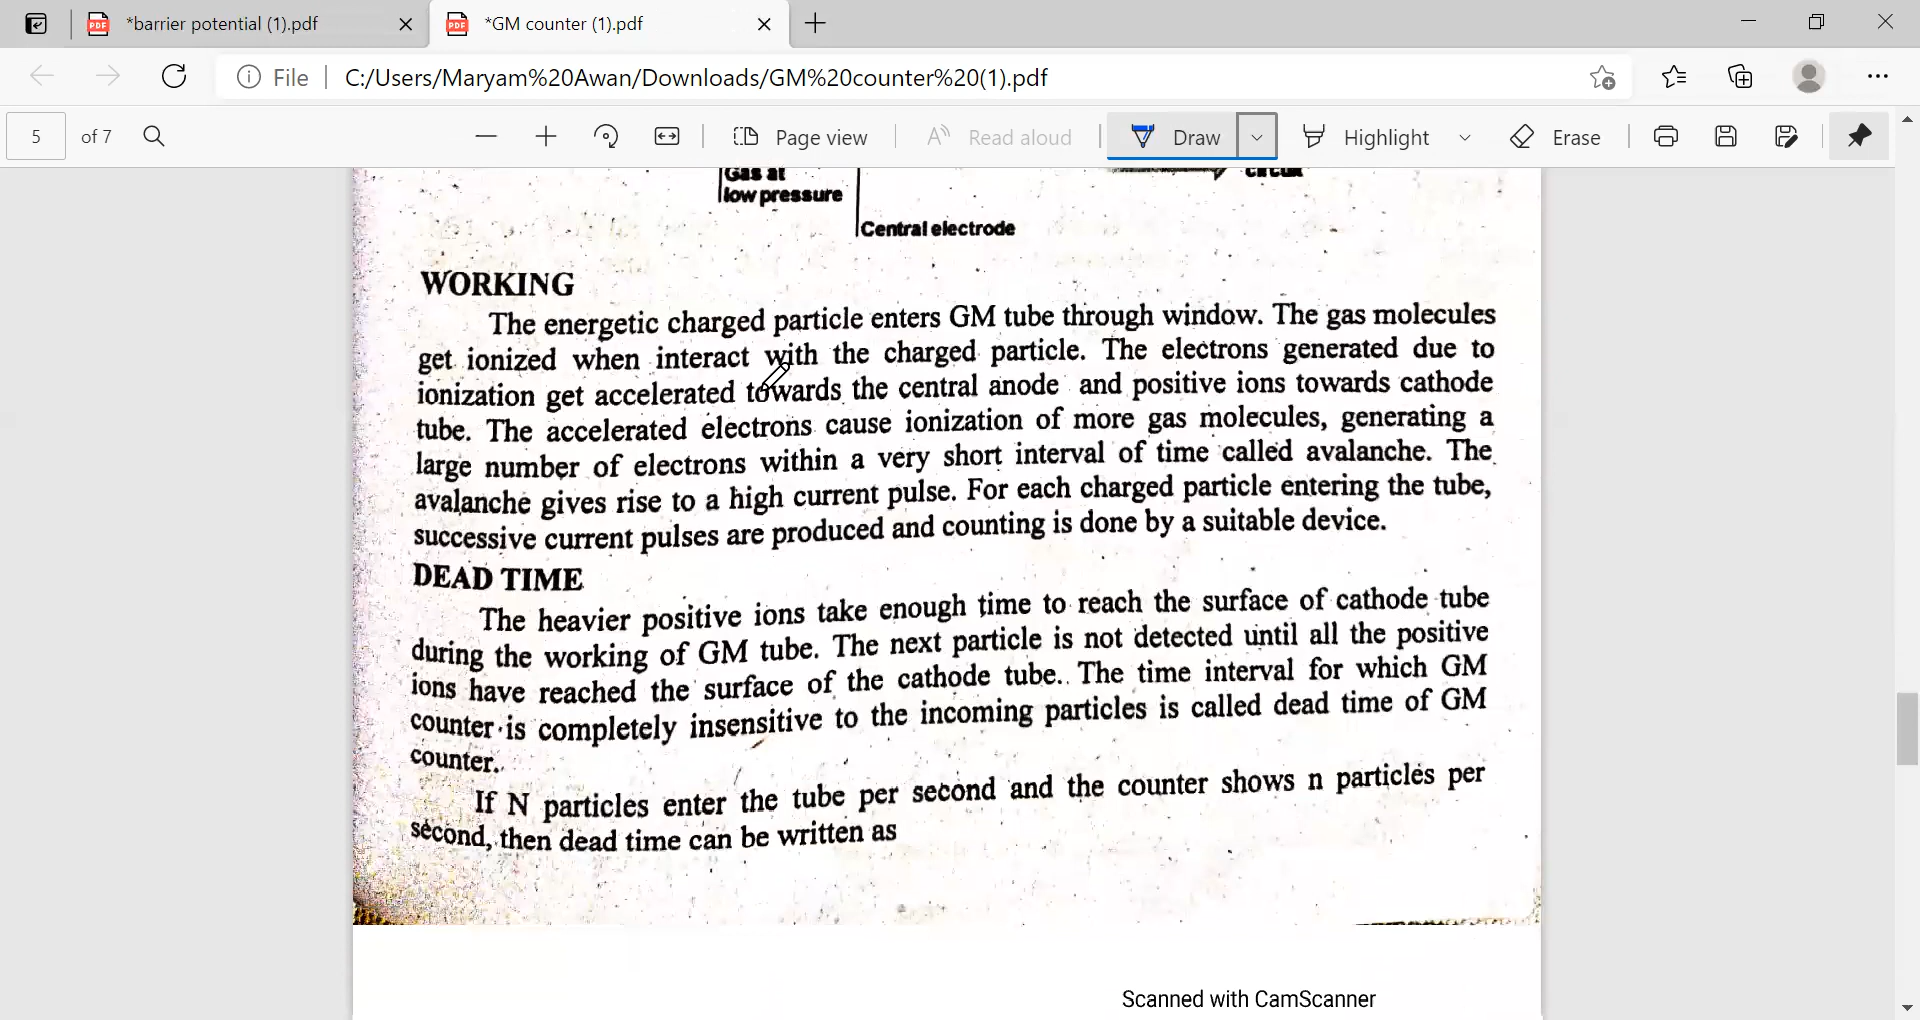 *barrier potential (1).pdf
*GM counter (1).pdf
File
C:/Users/Maryam%20Awan/Downloads/GM%20counter%20(1).pdf
5 of 7
Page view
Read aloud
Draw
Highlight
Erase
Gas at
low pressure
circuit
Central electrode
WORKING
The energetic charged particle enters GM tube through window. The gas molecules
get ionized when interact with the charged particle. The electrons generated due to
ionization get accelerated towards the central anode and positive ions towards cathode
tube. The accelerated electrons cause ionization of more gas molecules, generating a
large number of electrons within a very short interval of time called avalanche. The
avalanche gives rise to a high current pulse. For each charged particle entering the tube,
successive current pulses are produced and counting is done by a suitable device.
DEAD TIME
The heavier positive ions take enough time to reach the surface of cathode tube
during the working of GM tube. The next particle is not detected until all the positive
ions have reached the surface of the cathode tube. The time interval for which GM
counter is completely insensitive to the incoming particles is called dead time of GM
counter.
If N particles enter the tube per second and the counter shows n particles per
second, then dead time can be written as
Scanned with CamScanner